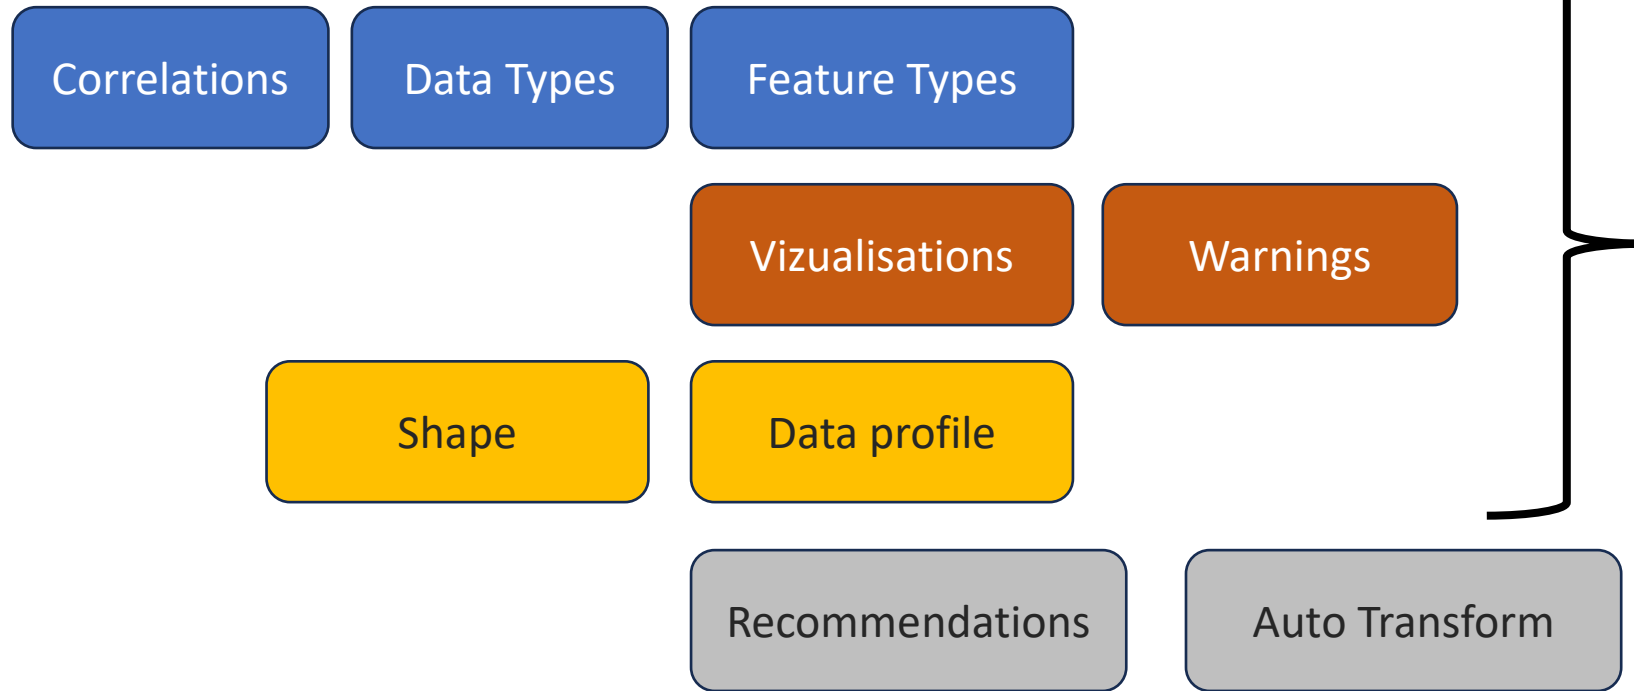 Correlations
Data Types
Feature Types
Vizualisations
Warnings
Shape
Data profile
Recommendations
Auto Transform